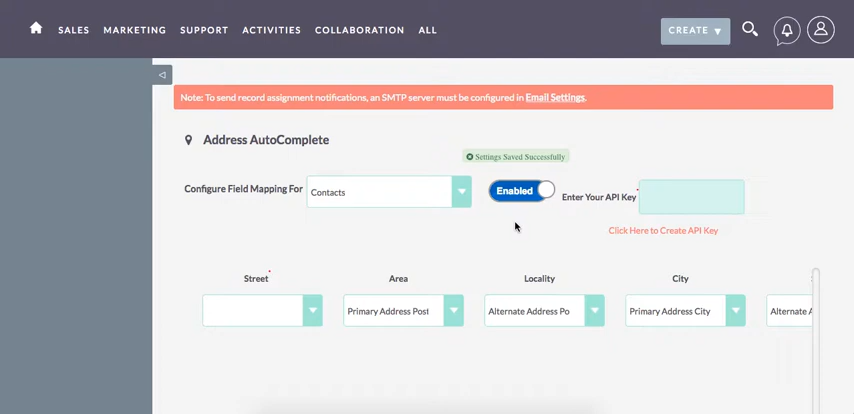 SALES MARKETING SUPPORT ACTIVITIES COLLABORATION ALL CREATE
Note: To send record assignment notifications, an SMTP server must be configured in Email Settings.
Address AutoComplete
Settings Saved Successfully
Configure Field Mapping For Contacts Enabled Enter Your API Key*
Click Here to Create API Key
Street* Area Locality City
Primary Address Post Alternate Address Po Primary Address City Alternate A